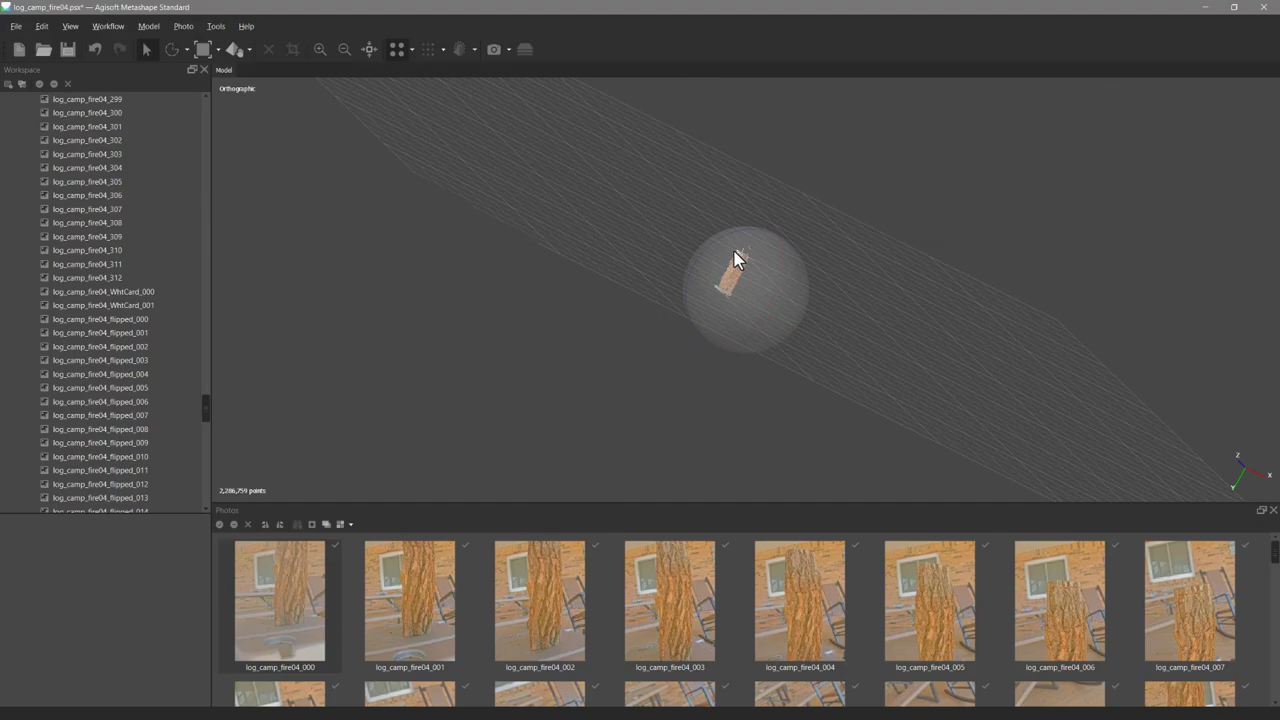 log_camp_fire04.psx* — Agisoft Metashape Standard
File Edit View Workflow Model Photo Tools Help
Workspace
Model
log_camp_fire04_299
log_camp_fire04_300
log_camp_fire04_301
log_camp_fire04_302
log_camp_fire04_303
log_camp_fire04_304
log_camp_fire04_305
log_camp_fire04_306
log_camp_fire04_307
log_camp_fire04_308
log_camp_fire04_309
log_camp_fire04_310
log_camp_fire04_311
log_camp_fire04_312
log_camp_fire04_WhtCard_000
log_camp_fire04_WhtCard_001
log_camp_fire04_flipped_000
log_camp_fire04_flipped_001
log_camp_fire04_flipped_002
log_camp_fire04_flipped_003
log_camp_fire04_flipped_004
log_camp_fire04_flipped_005
log_camp_fire04_flipped_006
log_camp_fire04_flipped_007
log_camp_fire04_flipped_008
log_camp_fire04_flipped_009
log_camp_fire04_flipped_010
log_camp_fire04_flipped_011
log_camp_fire04_flipped_012
log_camp_fire04_flipped_013
log_camp_fire04_flipped_014
Orthographic
Z
X
Y
2,286,759 points
Photos
log_camp_fire04_000 log_camp_fire04_001 log_camp_fire04_002 log_camp_fire04_003 log_camp_fire04_004 log_camp_fire04_005 log_camp_fire04_006 log_camp_fire04_007